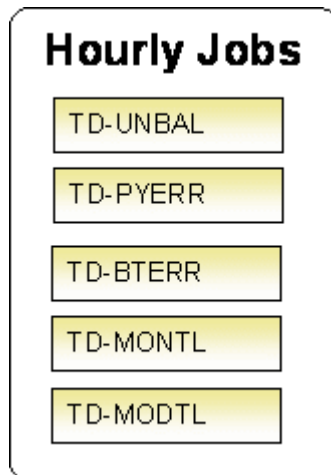 Hourly Jobs
TD-UNBAL
TD-PYERR
TD-BTERR
TD-MONTL
TD-MODTL